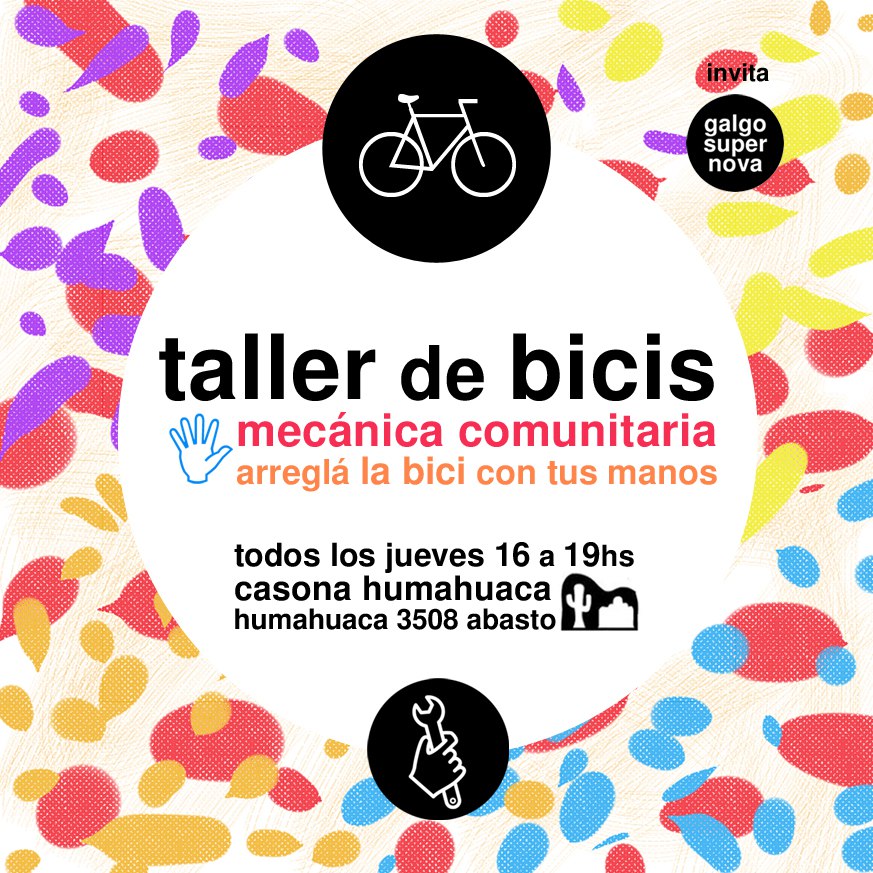 invita
galgo
super
nova
taller de bicis
mecánica comunitaria
arreglá la bici con tus manos
todos los jueves 16 a 19hs
casona humahuaca
humahuaca 3508 abasto